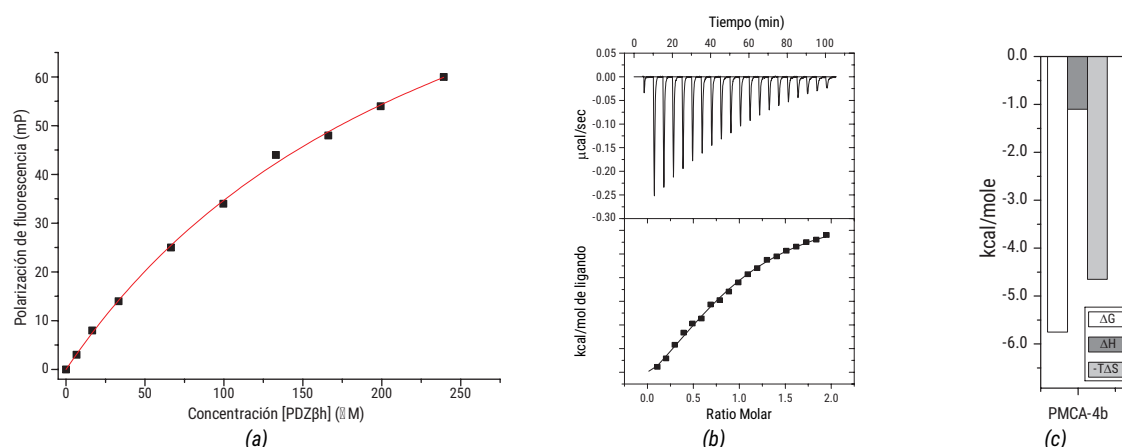 Polarización de fluorescencia (mP)
60
50
40
30
20
10
0
0 50 100 150 200 250
Concentración [PDZβh] (M)
(a)
Tiempo (min)
0 20 40 60 80 100
0.05
0.00
-0.05
-0.10
-0.15
-0.20
-0.25
-0.30
μcal/sec
kcal/mol de ligando
0.0 0.5 1.0 1.5 2.0
Ratio Molar
(b)
0.0
-1.0
-2.0
-3.0
-4.0
-5.0
-6.0
kcal/mole
ΔG
ΔH
-TΔS
PMCA-4b
(c)